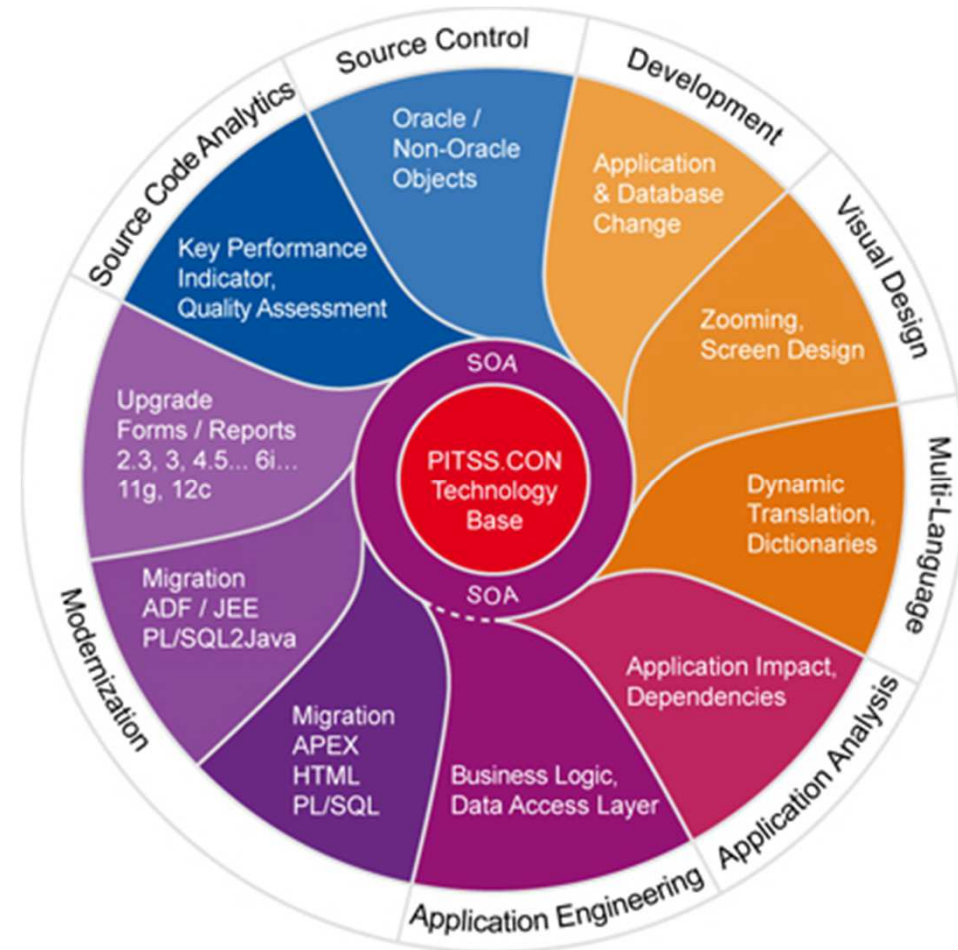 Source Control
Oracle /
Non-Oracle
Objects
Development
Application
& Database
Change
Visual Design
Zooming,
Screen Design
Multi-Language
Dynamic
Translation,
Dictionaries
Application Analysis
Application Impact,
Dependencies
Application Engineering
Business Logic,
Data Access Layer
Modernization
Migration
APEX
HTML
PL/SQL
Migration
ADF / JEE
PL/SQL2Java
Upgrade
Forms / Reports
2.3, 3, 4.5... 6i...
11g, 12c
Source Code Analytics
Key Performance
Indicator,
Quality Assessment
SOA
PITSS.CON
Technology
Base
SOA